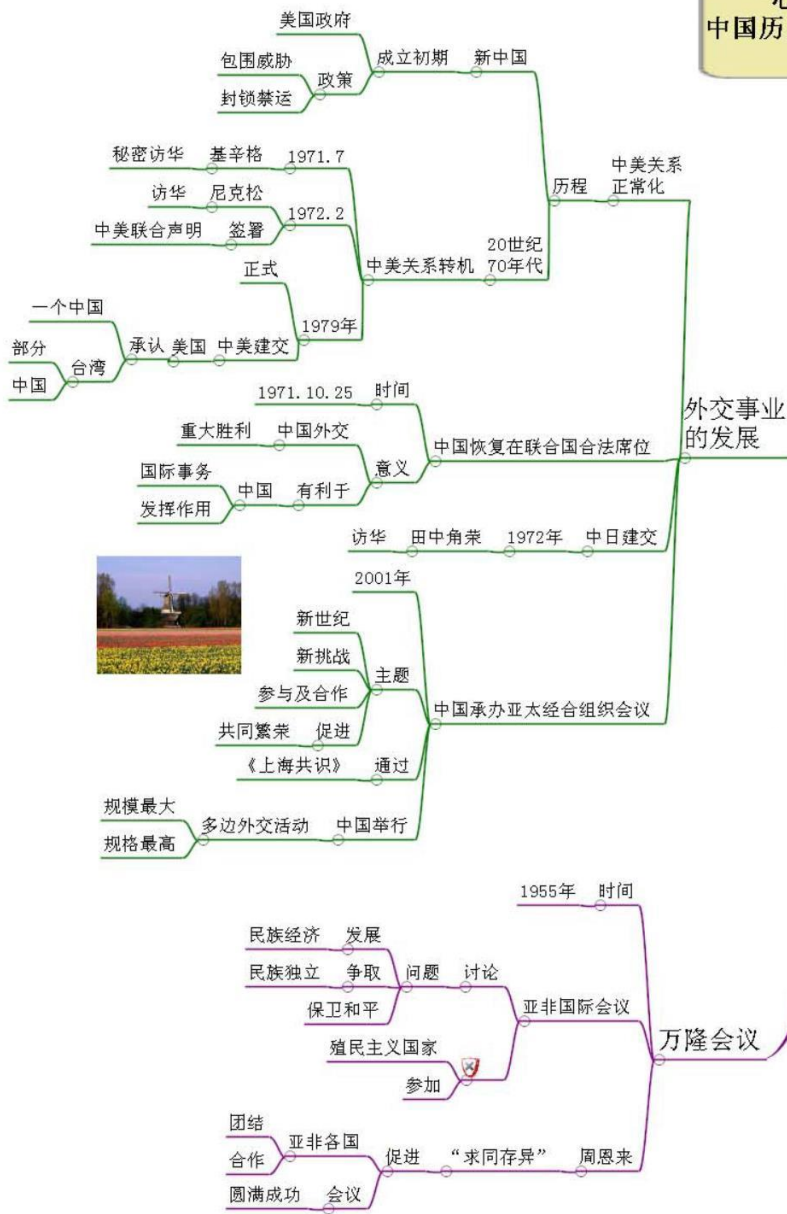 中国历
美国政府
包围威胁
封锁禁运
政策
成立初期
新中国
秘密访华
基辛格
1971.7
访华
尼克松
中美联合声明
签署
1972.2
正式
一个中国
部分
中国
台湾
承认
美国
中美建交
1979年
中美关系转机
20世纪
70年代
历程
中美关系
正常化
1971.10.25
时间
重大胜利
中国外交
国际事务
发挥作用
中国
有利于
意义
中国恢复在联合国合法席位
外交事业
的发展
访华
田中角荣
1972年
中日建交
2001年
新世纪
新挑战
参与及合作
共同繁荣
促进
主题
《上海共识》
通过
中国承办亚太经合组织会议
规模最大
规格最高
多边外交活动
中国举行
1955年
时间
民族经济
发展
民族独立
争取
保卫和平
问题
讨论
亚非国际会议
殖民主义国家
参加
万隆会议
团结
合作
亚非各国
圆满成功
会议
促进
“求同存异”
周恩来